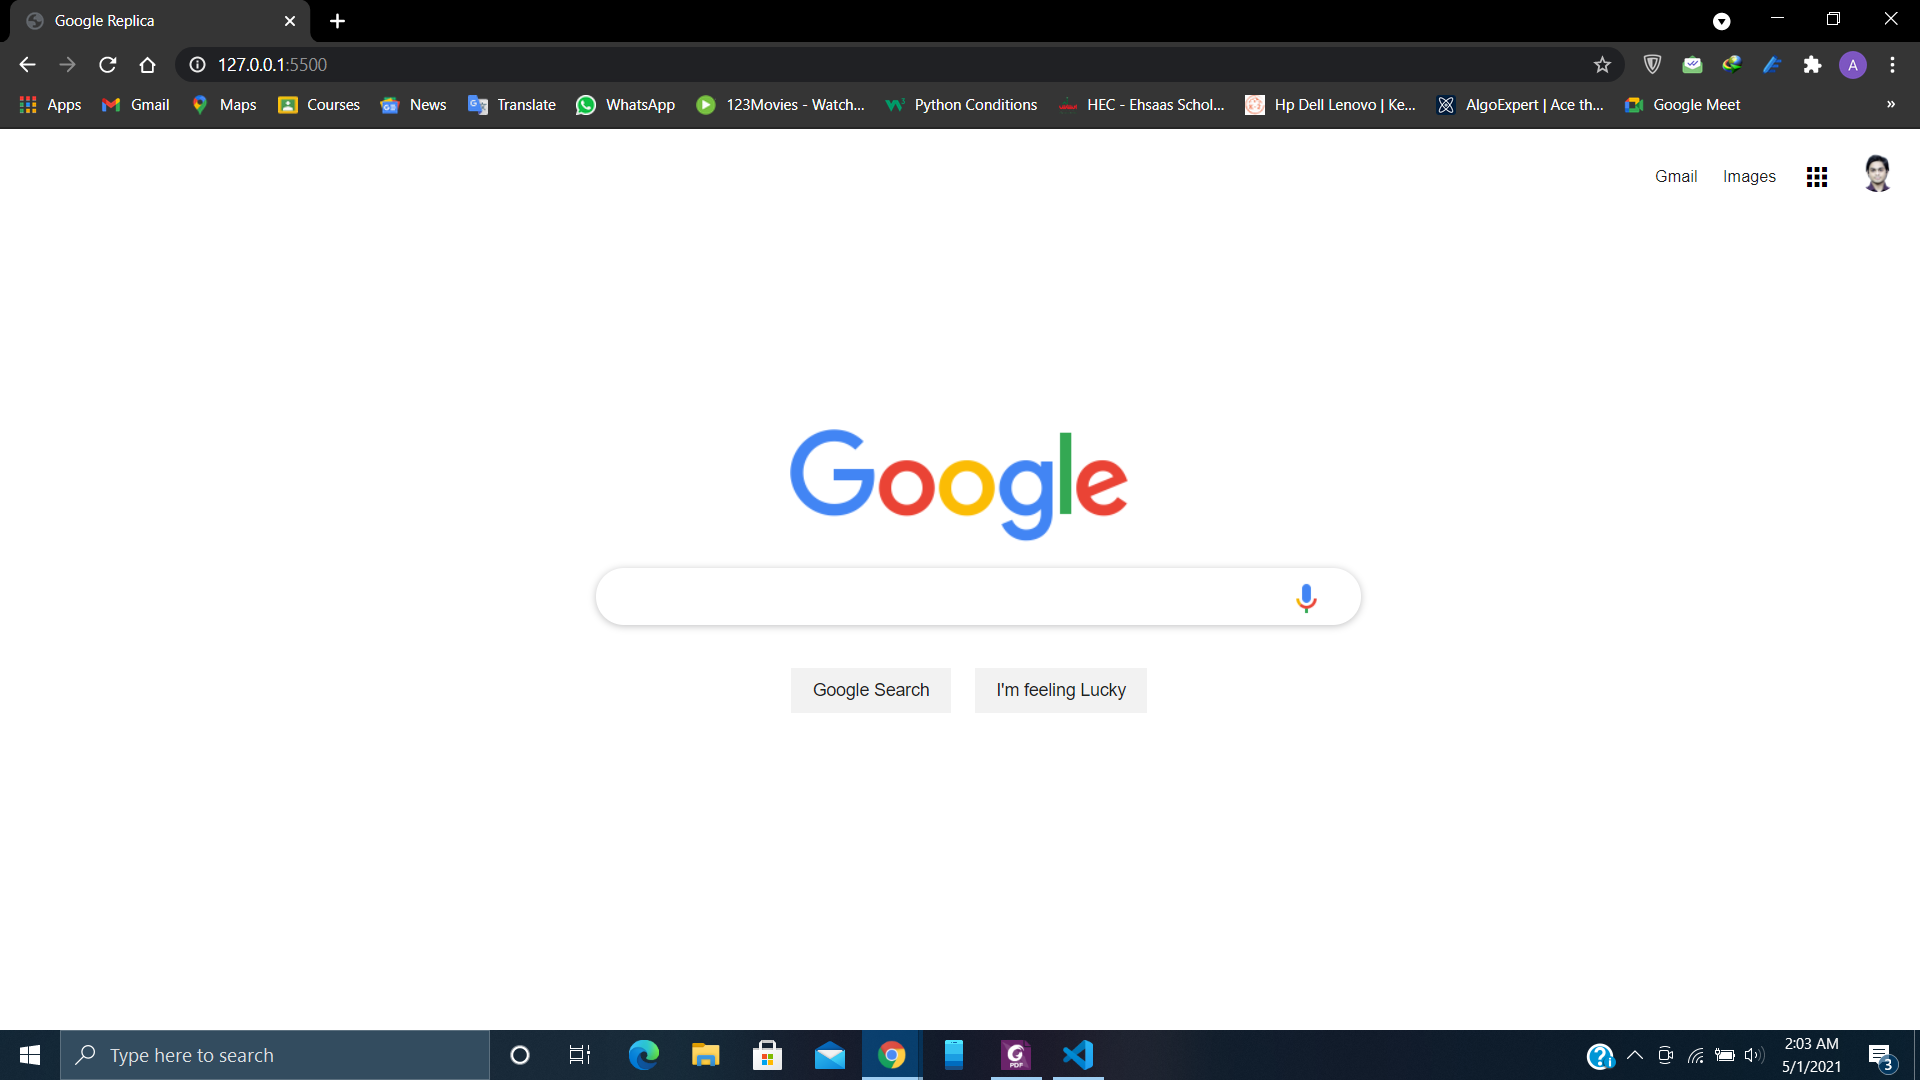 Google Replica
127.0.0.1:5500
A
Apps Gmail Maps Courses News Translate WhatsApp 123Movies - Watch... Python Conditions HEC - Ehsaas Schol... Hp Dell Lenovo | Ke... AlgoExpert | Ace th... Google Meet »
Gmail Images
Google
Google Search I'm feeling Lucky
Type here to search
PDF
2:03 AM
5/1/2021
3